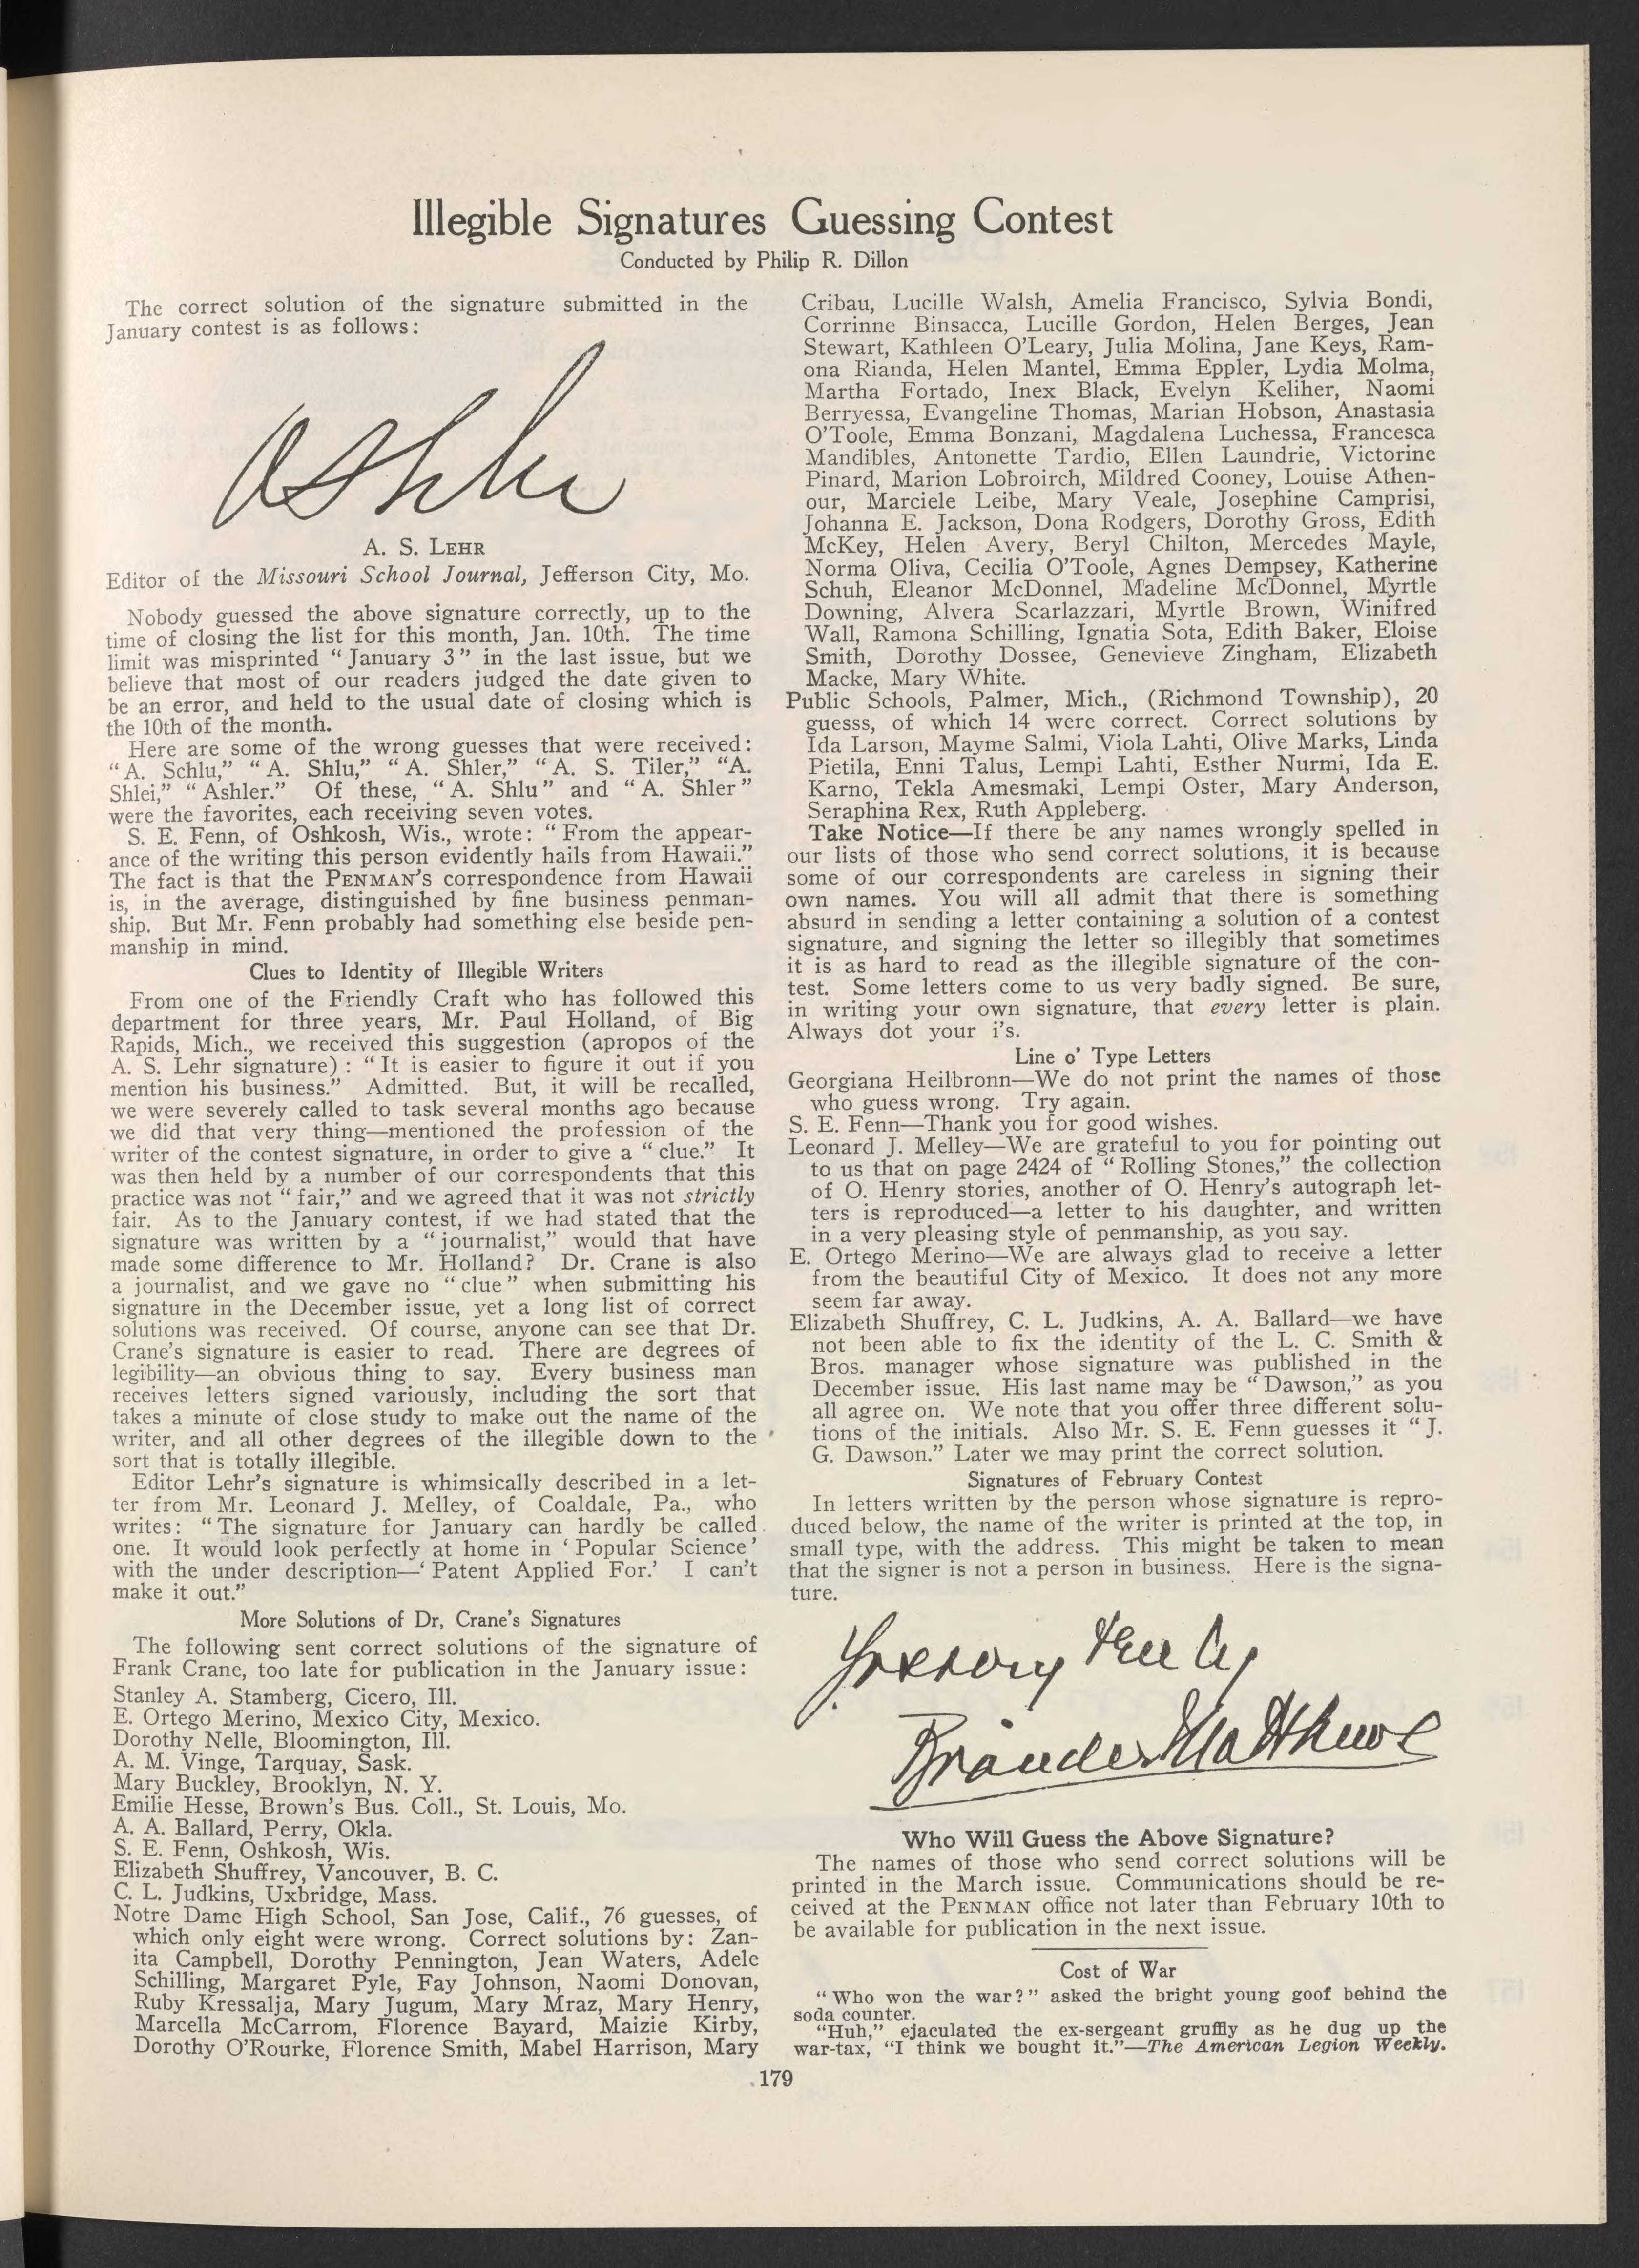 Illegible Signatures Guessing Contest
Conducted by Philip R. Dillon
The correct solution of the signature submitted in the
January contest is as follows:
A. S. LEHR
Editor of the Missouri School Journal, Jefferson City, Mo.
Nobody guessed the above signature correctly, up to the
time of closing the list for this month, Jan. 10th. The time
limit was misprinted “January 3” in the last issue, but we
believe that most of our readers judged the date given to
be an error, and held to the usual date of closing which is
the 10th of the month.
Here are some of the wrong guesses that were received:
“A. Schlu,” “A. Shlu,” “A. Shler,” “A. S. Tiler,” “A.
Shlei,” “Ashler.” Of these, “A. Shlu” and “A. Shler”
were the favorites, each receiving seven votes.
S. E. Fenn, of Oshkosh, Wis., wrote: “From the appear-
ance of the writing this person evidently hails from Hawaii.”
The fact is that the PENMAN’S correspondence from Hawaii
is, in the average, distinguished by fine business penman-
ship. But Mr. Fenn probably had something else beside pen-
manship in mind.
Clues to Identity of Illegible Writers
From one of the Friendly Craft who has followed this
department for three years, Mr. Paul Holland, of Big
Rapids, Mich., we received this suggestion (apropos of the
A. S. Lehr signature): “It is easier to figure it out if you
mention his business.” Admitted. But, it will be recalled,
we were severely called to task several months ago because
we did that very thing—mentioned the profession of the
writer of the contest signature, in order to give a “clue.” It
was then held by a number of our correspondents that this
practice was not “fair,” and we agreed that it was not strictly
fair. As to the January contest, if we had stated that the
signature was written by a “journalist,” would that have
made some difference to Mr. Holland? Dr. Crane is also
a journalist, and we gave no “clue” when submitting his
signature in the December issue, yet a long list of correct
solutions was received. Of course, anyone can see that Dr.
Crane’s signature is easier to read. There are degrees of
legibility—an obvious thing to say. Every business man
receives letters signed variously, including the sort that
takes a minute of close study to make out the name of the
writer, and all other degrees of the illegible down to the
sort that is totally illegible.
Editor Lehr’s signature is whimsically described in a let-
ter from Mr. Leonard J. Melley, of Coaldale, Pa., who
writes: “The signature for January can hardly be called
one. It would look perfectly at home in ‘Popular Science’
with the under description—‘Patent Applied For.’ I can’t
make it out.”
More Solutions of Dr, Crane’s Signatures
The following sent correct solutions of the signature of
Frank Crane, too late for publication in the January issue:
Stanley A. Stamberg, Cicero, Ill.
E. Ortego Merino, Mexico City, Mexico.
Dorothy Nelle, Bloomington, Ill.
A. M. Vinge, Tarquay, Sask.
Mary Buckley, Brooklyn, N. Y.
Emilie Hesse, Brown’s Bus. Coll., St. Louis, Mo.
A. A. Ballard, Perry, Okla.
S. E. Fenn, Oshkosh, Wis.
Elizabeth Shuffrey, Vancouver, B. C.
C. L. Judkins, Uxbridge, Mass.
Notre Dame High School, San Jose, Calif., 76 guesses, of
which only eight were wrong. Correct solutions by: Zan-
ita Campbell, Dorothy Pennington, Jean Waters, Adele
Schilling, Margaret Pyle, Fay Johnson, Naomi Donovan,
Ruby Kressalja, Mary Jugum, Mary Mraz, Mary Henry,
Marcella McCarrom, Florence Bayard, Maizie Kirby,
Dorothy O’Rourke, Florence Smith, Mabel Harrison, Mary
Cribau, Lucille Walsh, Amelia Francisco, Sylvia Bondi,
Corrinne Binsacca, Lucille Gordon, Helen Berges, Jean
Stewart, Kathleen O’Leary, Julia Molina, Jane Keys, Ram-
ona Rianda, Helen Mantel, Emma Eppler, Lydia Molma,
Martha Fortado, Inex Black, Evelyn Keliher, Naomi
Berryessa, Evangeline Thomas, Marian Hobson, Anastasia
O’Toole, Emma Bonzani, Magdalena Luchessa, Francesca
Mandibles, Antonette Tardio, Ellen Laundrie, Victorine
Pinard, Marion Lobroirch, Mildred Cooney, Louise Athen-
our, Marciele Leibe, Mary Veale, Josephine Camprisi,
Johanna E. Jackson, Dona Rodgers, Dorothy Gross, Edith
McKey, Helen Avery, Beryl Chilton, Mercedes Mayle,
Norma Oliva, Cecilia O’Toole, Agnes Dempsey, Katherine
Schuh, Eleanor McDonnel, Madeline McDonnel, Myrtle
Downing, Alvera Scarlazzari, Myrtle Brown, Winifred
Wall, Ramona Schilling, Ignatia Sota, Edith Baker, Eloise
Smith, Dorothy Dossee, Genevieve Zingham, Elizabeth
Macke, Mary White.
Public Schools, Palmer, Mich., (Richmond Township), 20
guesss, of which 14 were correct. Correct solutions by
Ida Larson, Mayme Salmi, Viola Lahti, Olive Marks, Linda
Pietila, Enni Talus, Lempi Lahti, Esther Nurmi, Ida E.
Karno, Tekla Amesmaki, Lempi Oster, Mary Anderson,
Seraphina Rex, Ruth Appleberg.
Take Notice—If there be any names wrongly spelled in
our lists of those who send correct solutions, it is because
some of our correspondents are careless in signing their
own names. You will all admit that there is something
absurd in sending a letter containing a solution of a contest
signature, and signing the letter so illegibly that sometimes
it is as hard to read as the illegible signature of the con-
test. Some letters come to us very badly signed. Be sure,
in writing your own signature, that every letter is plain.
Always dot your i’s.
Line o’ Type Letters
Georgiana Heilbronn—We do not print the names of those
who guess wrong. Try again.
S. E. Fenn—Thank you for good wishes.
Leonard J. Melley—We are grateful to you for pointing out
to us that on page 2424 of “Rolling Stones,” the collection
of O. Henry stories, another of O. Henry’s autograph let-
ters is reproduced—a letter to his daughter, and written
in a very pleasing style of penmanship, as you say.
E. Ortego Merino—We are always glad to receive a letter
from the beautiful City of Mexico. It does not any more
seem far away.
Elizabeth Shuffrey, C. L. Judkins, A. A. Ballard—we have
not been able to fix the identity of the L. C. Smith &
Bros. manager whose signature was published in the
December issue. His last name may be “Dawson,” as you
all agree on. We note that you offer three different solu-
tions of the initials. Also Mr. S. E. Fenn guesses it “J.
G. Dawson.” Later we may print the correct solution.
Signatures of February Contest
In letters written by the person whose signature is repro-
duced below, the name of the writer is printed at the top, in
small type, with the address. This might be taken to mean
that the signer is not a person in business. Here is the signa-
ture.
Yrs very truly
Brander Matthews
Who Will Guess the Above Signature?
The names of those who send correct solutions will be
printed in the March issue. Communications should be re-
ceived at the PENMAN office not later than February 10th to
be available for publication in the next issue.
Cost of War
“Who won the war?” asked the bright young goof behind the
soda counter.
“Huh,” ejaculated the ex-sergeant gruffly as he dug up the
war-tax, “I think we bought it.”—The American Legion Weekly.
179